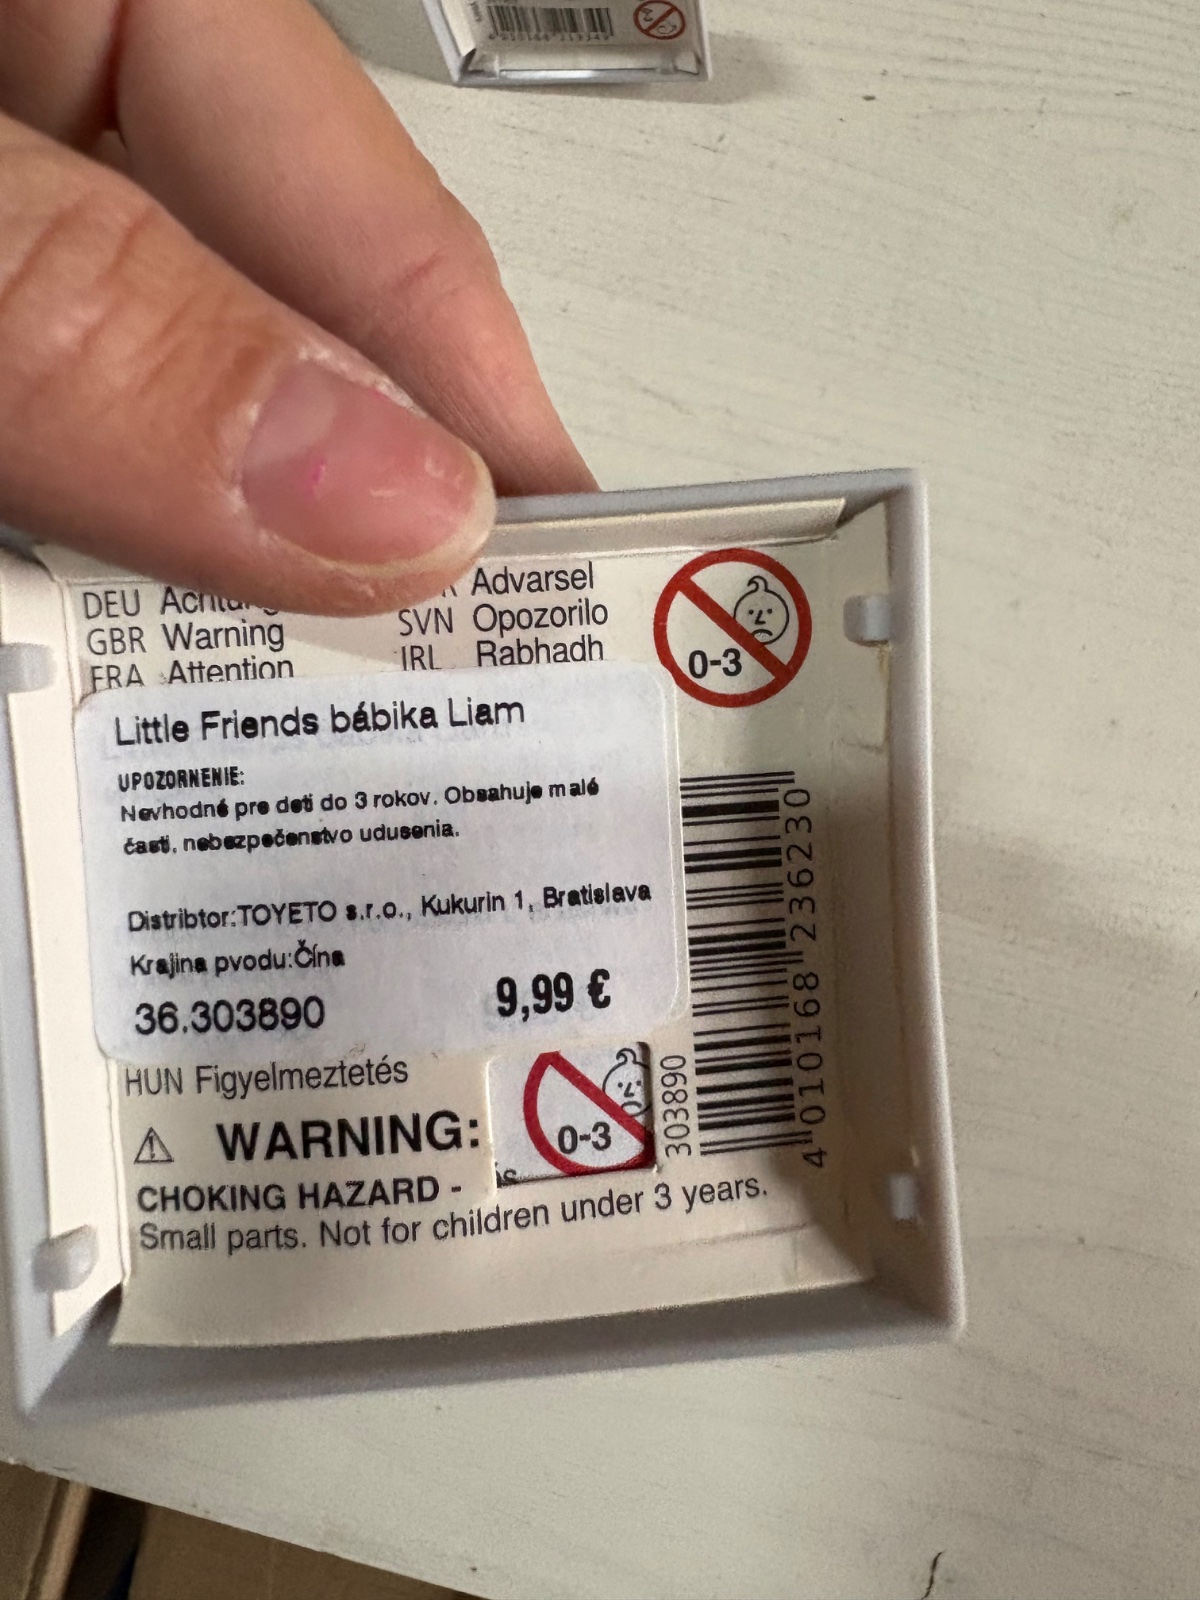 DEU Achtung
GBR Warning
FRA Attention
Advarsel
SVN Opozorilo
IRL Rabhadh
0-3
Little Friends bábika Liam
UPOZORNENIE:
Nevhodné pre deti do 3 rokov. Obsahuje malé
časti, nebezpečenstvo udusenia.
Distribtor:TOYETO s.r.o., Kukurin 1, Bratislava
Krajina pvodu:Čína
36.303890
9,99 €
HUN Figyelmeztetés
0-3
⚠ WARNING:
CHOKING HAZARD -
Small parts. Not for children under 3 years.
303890
4 010168 236230